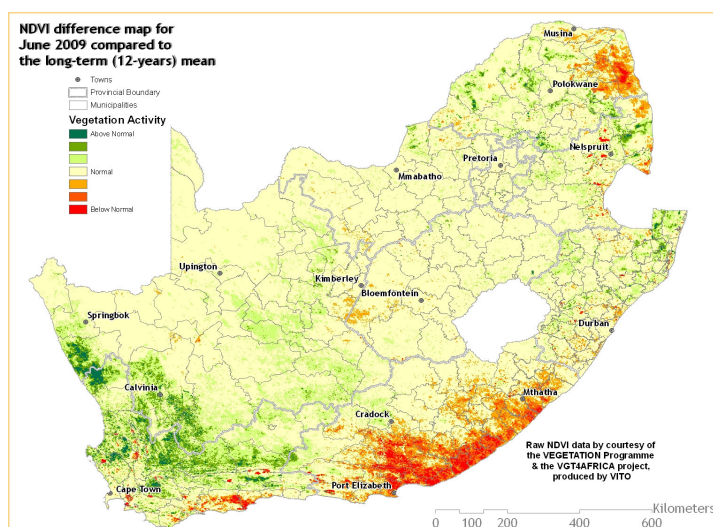 NDVI difference map for
June 2009 compared to
the long-term (12-years) mean
Towns
Provincial Boundary
Municipalities
Vegetation Activity
Above Normal
Normal
Below Normal
Musina
Polokwane
Nelspruit
Pretoria
Mmabatho
Upington
Kimberley
Bloemfontein
Springbok
Durban
Calvinia
Mthatha
Cradock
Raw NDVI data by courtesy of
the VEGETATION Programme
& the VGT4AFRICA project,
produced by VITO
Cape Town
Port Elizabeth
Kilometers
0 100 200 400 600